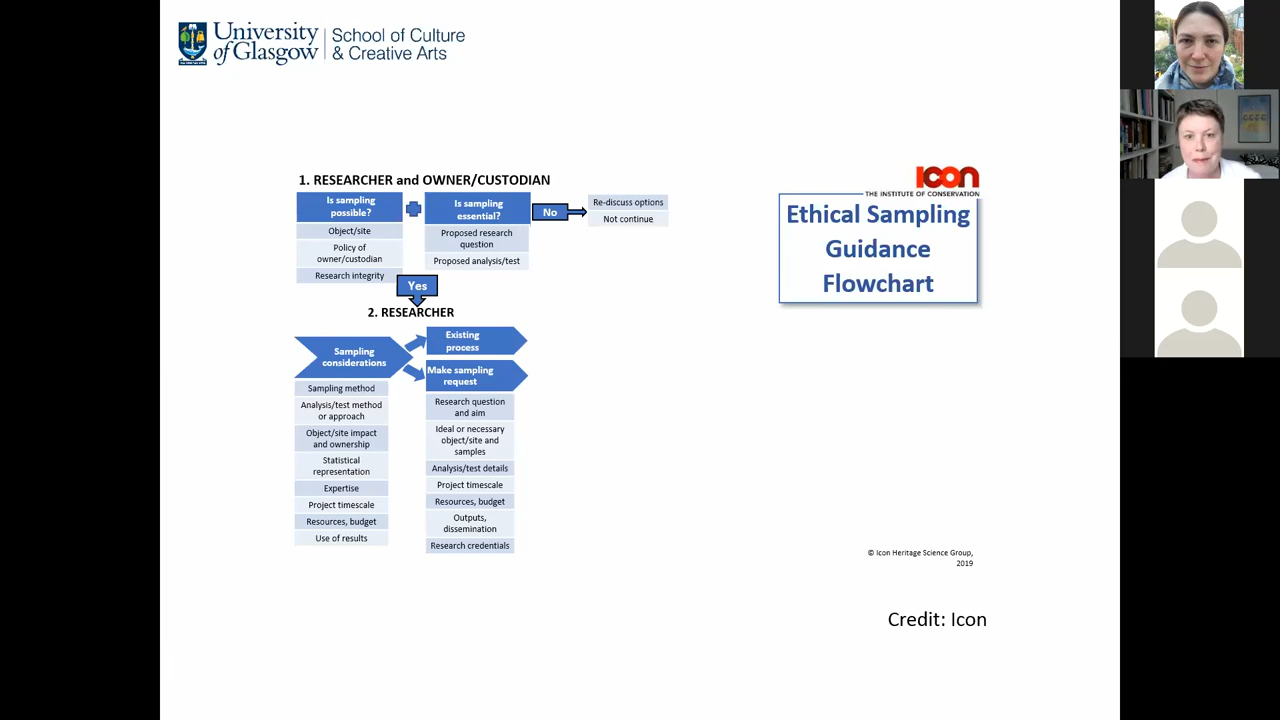 University
of Glasgow
School of Culture
& Creative Arts
1. RESEARCHER and OWNER/CUSTODIAN
Is sampling
possible?
Object/site
Policy of
owner/custodian
Research integrity
Is sampling
essential?
Proposed research
question
Proposed analysis/test
No
Re-discuss options
Not continue
Yes
2. RESEARCHER
Sampling
considerations
Sampling method
Analysis/test method
or approach
Object/site impact
and ownership
Statistical
representation
Expertise
Project timescale
Resources, budget
Use of results
Existing
process
Make sampling
request
Research question
and aim
Ideal or necessary
object/site and
samples
Analysis/test details
Project timescale
Resources, budget
Outputs,
dissemination
Research credentials
icon
THE INSTITUTE OF CONSERVATION
Ethical Sampling
Guidance
Flowchart
© Icon Heritage Science Group,
2019
Credit: Icon